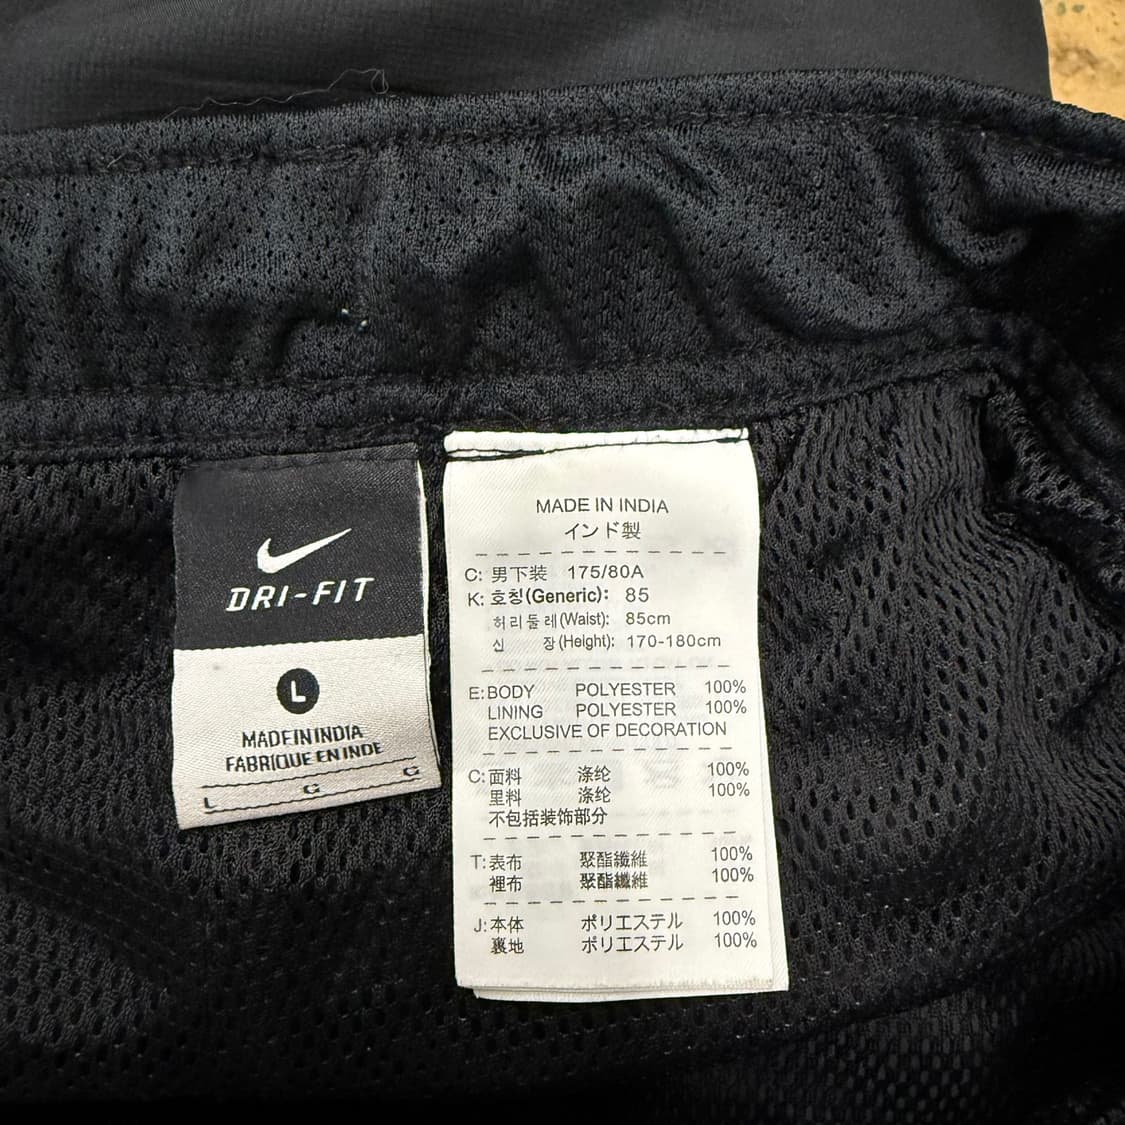 DRI-FIT
L
MADE IN INDIA
FABRIQUE EN INDE
L G G
MADE IN INDIA
インド製
C: 男下装 175/80A
K: 호칭(Generic): 85
허리둘레(Waist): 85cm
신 장(Height): 170-180cm
E: BODY POLYESTER 100%
LINING POLYESTER 100%
EXCLUSIVE OF DECORATION
C: 面料 涤纶 100%
里料 涤纶 100%
不包括装饰部分
T: 表布 聚酯纖維 100%
裡布 聚酯纖維 100%
J: 本体 ポリエステル 100%
裏地 ポリエステル 100%